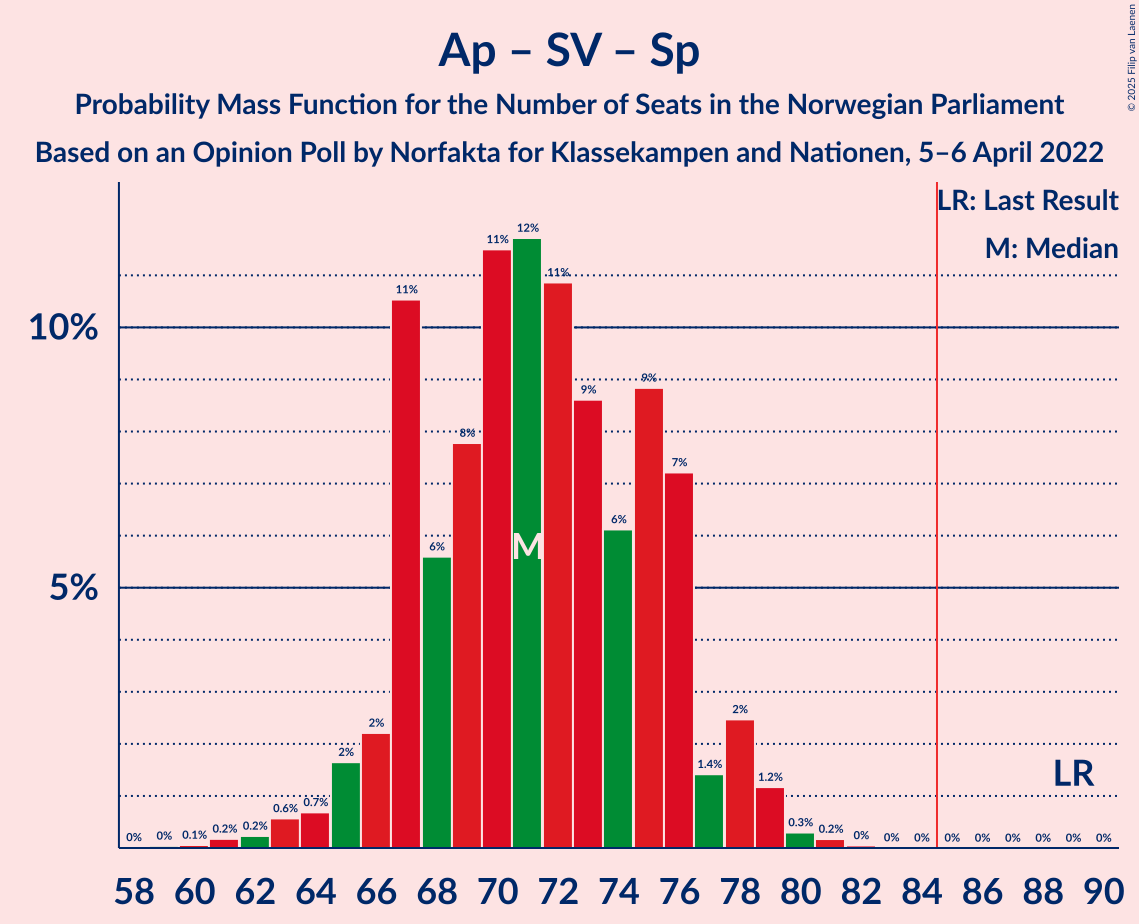 Ap – SV – Sp
Probability Mass Function for the Number of Seats in the Norwegian Parliament
Based on an Opinion Poll by Norfakta for Klassekampen and Nationen, 5–6 April 2022
© 2025 Filip van Laenen
LR: Last Result
M: Median
10%
5%
0% 0% 0.1% 0.2% 0.2% 0.6% 0.7% 2% 2% 11% 6% 8% 11% 12% 11% 9% 6% 9% 7% 1.4% 2% 1.2% 0.3% 0.2% 0% 0% 0% 0% 0% 0% 0% 0% 0%
M
LR
58 60 62 64 66 68 70 72 74 76 78 80 82 84 86 88 90